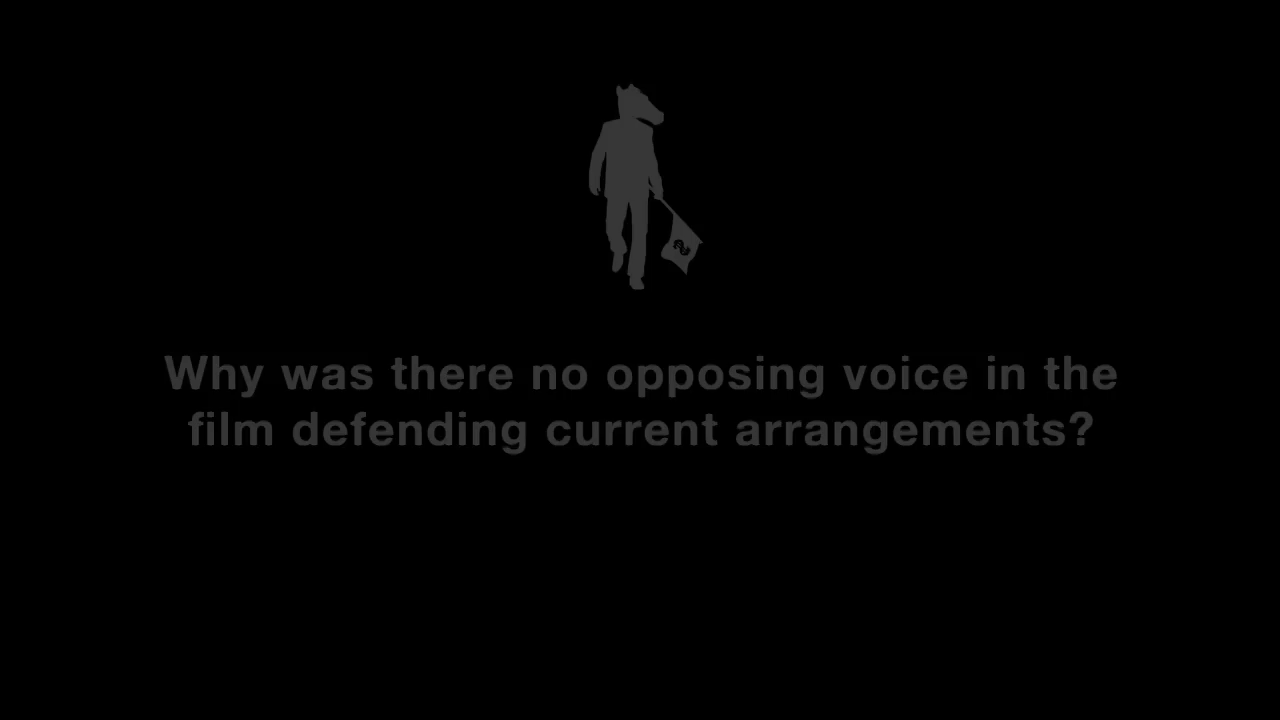 Why was there no opposing voice in the
film defending current arrangements?